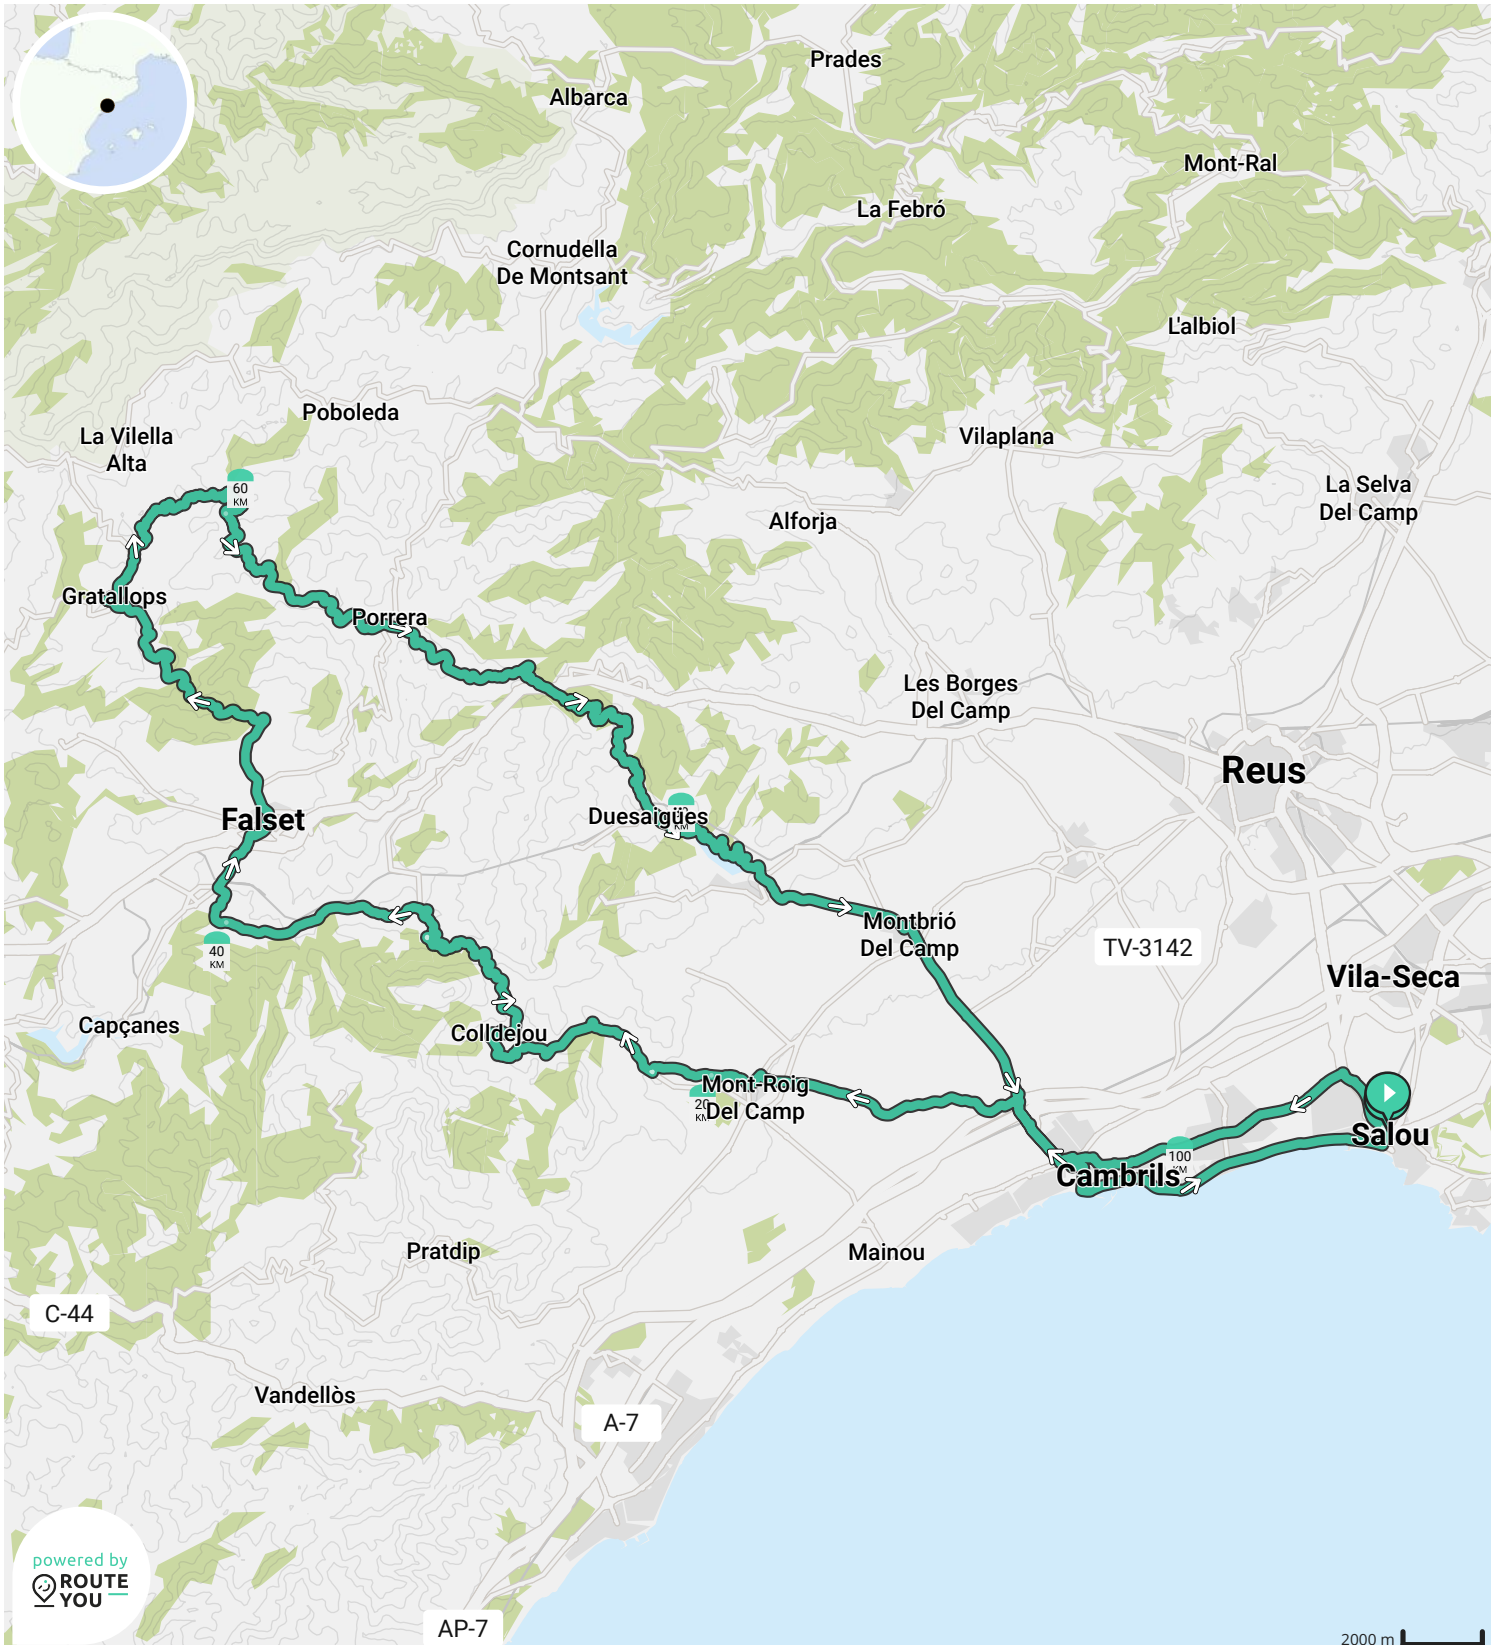 Prades
Albarca
Mont-Ral
La Febró
Cornudella
De Montsant
L'albiol
Poboleda
La Vilella
Alta
Vilaplana
60
KM
La Selva
Del Camp
Alforja
Gratallops
Porrera
Les Borges
Del Camp
Reus
Falset
Duesaigües
KM
Montbrió
Del Camp
TV-3142
40
KM
Vila-Seca
Capçanes
Colldejou
Mont-Roig
Del Camp
20
KM
Salou
100
KM
Cambrils
Pratdip
Mainou
C-44
Vandellòs
A-7
powered by
ROUTE
YOU
AP-7
2000 m